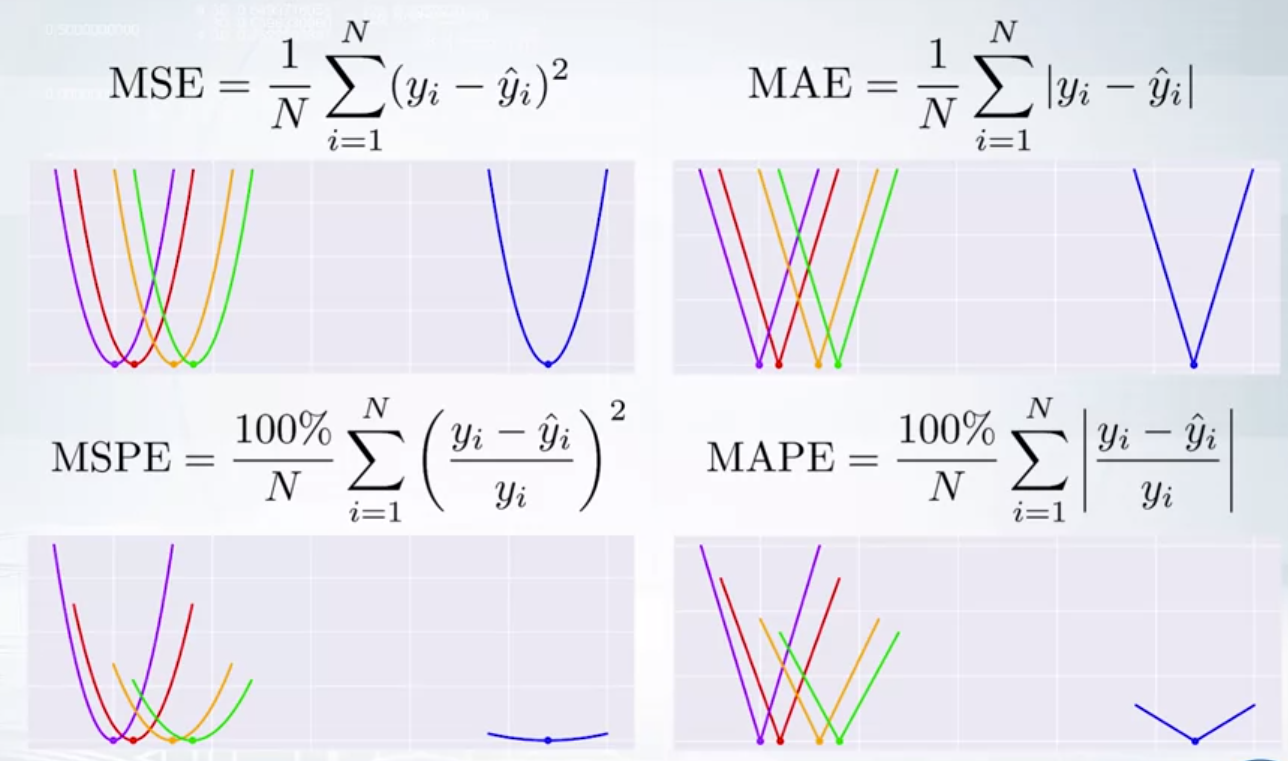 MSE = \frac{1}{N} \sum_{i=1}^{N} (y_i - \hat{y}_i)^2
MAE = \frac{1}{N} \sum_{i=1}^{N} |y_i - \hat{y}_i|
MSPE = \frac{100\%}{N} \sum_{i=1}^{N} \left( \frac{y_i - \hat{y}_i}{y_i} \right)^2
MAPE = \frac{100\%}{N} \sum_{i=1}^{N} \left| \frac{y_i - \hat{y}_i}{y_i} \right|